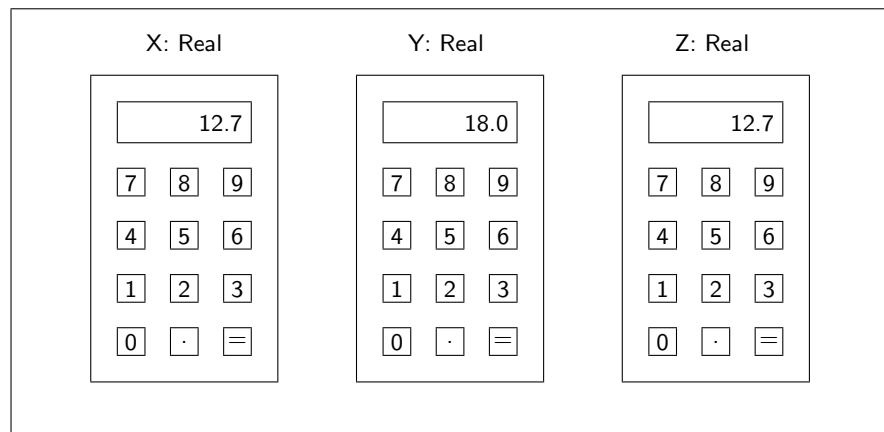 X: Real Y: Real Z: Real
12.7 18.0 12.7
7 8 9 7 8 9 7 8 9
4 5 6 4 5 6 4 5 6
1 2 3 1 2 3 1 2 3
0 · = 0 · = 0 · =